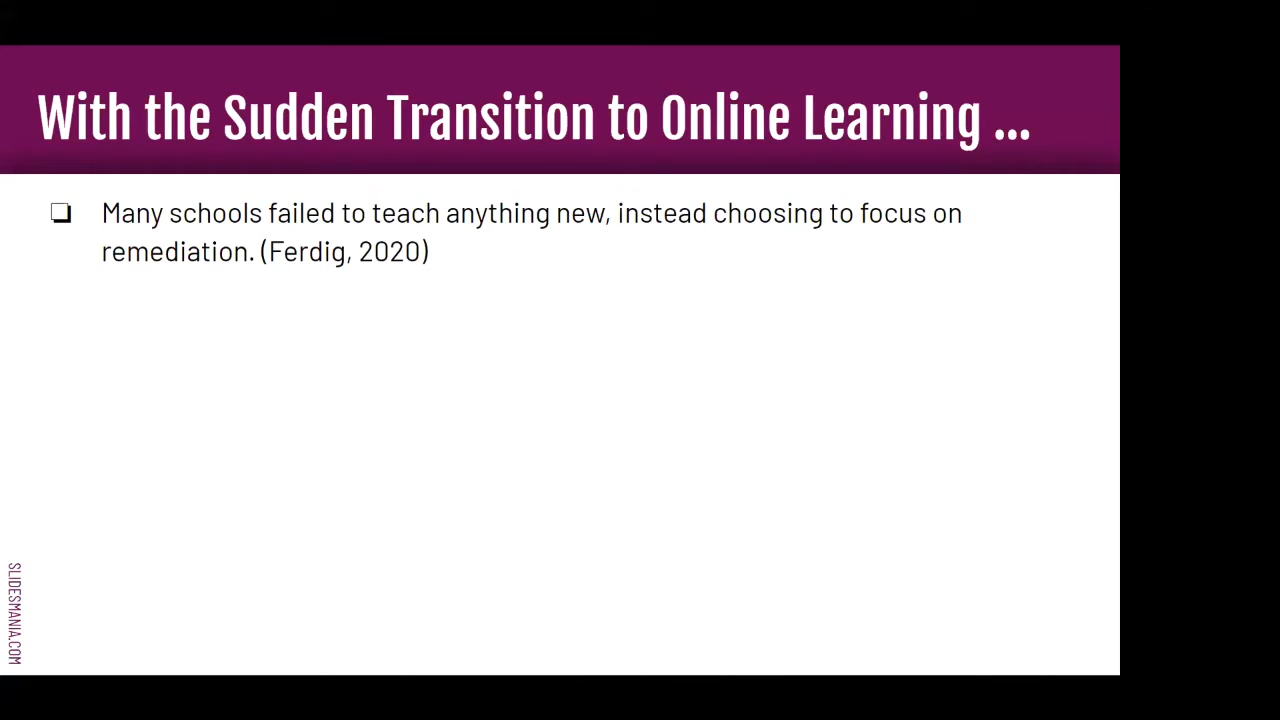 With the Sudden Transition to Online Learning ...
Many schools failed to teach anything new, instead choosing to focus on
remediation. (Ferdig, 2020)
SLIDESMANIA.COM